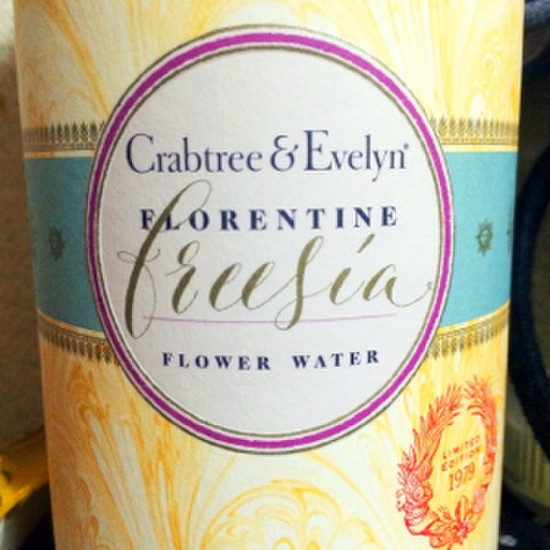 Crabtree & Evelyn®
FLORENTINE
freesia
FLOWER WATER
LIMITED
EDITION
1979